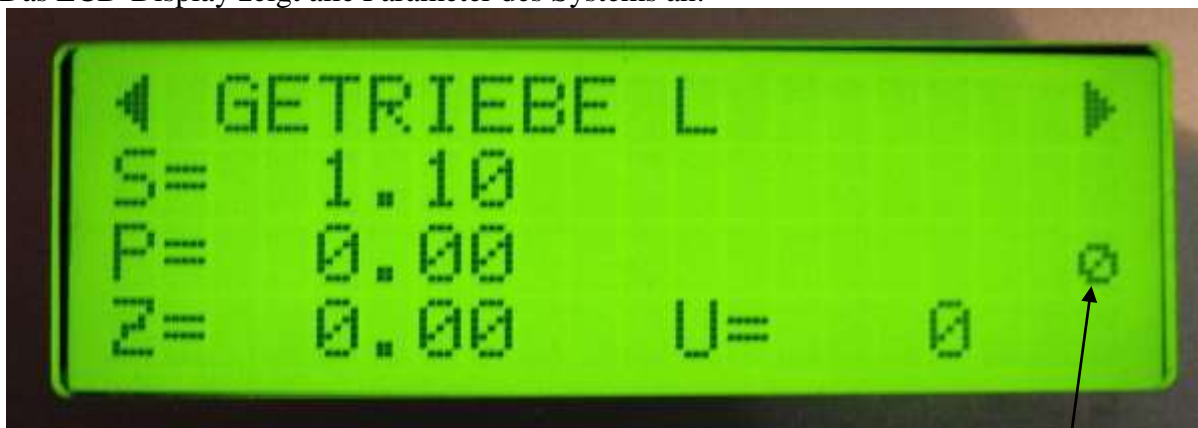 Das LCD-Display zeigt alle Parameter des Systems an.
◀ GETRIEBE L ▶
S= 1.10
P= 0.00 ø
Z= 0.00 U= 0